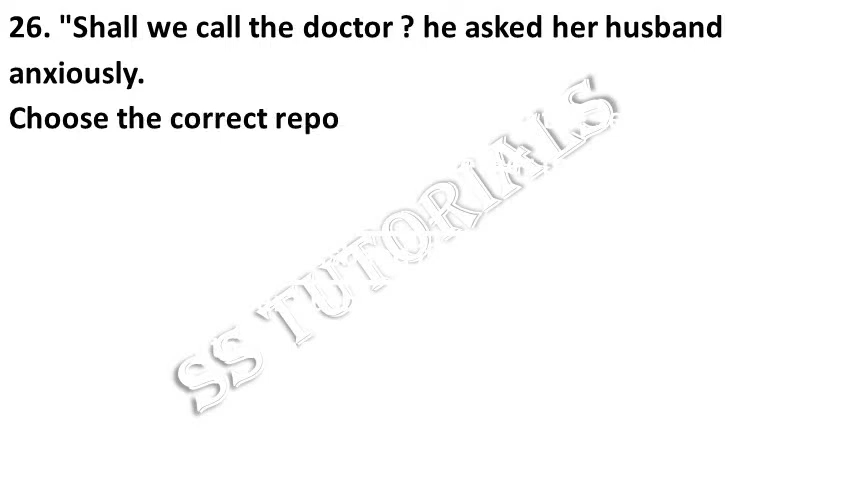 26. "Shall we call the doctor ? he asked her husband
anxiously.
Choose the correct repo
SS TUTORIALS